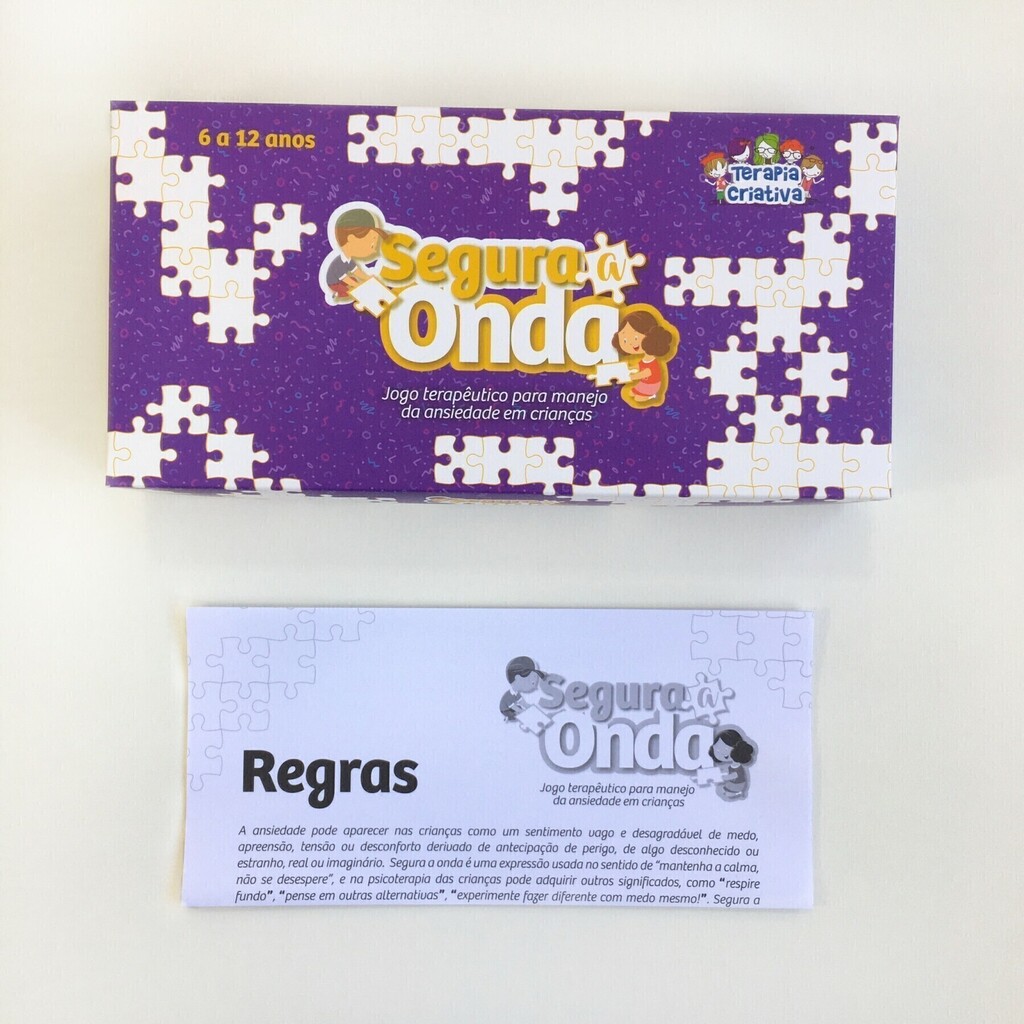 6 a 12 anos
Terapia
Criativa
Segura a
Onda
Jogo terapêutico para manejo
da ansiedade em crianças
Segura a
Onda
Jogo terapêutico para manejo
da ansiedade em crianças
Regras
A ansiedade pode aparecer nas crianças como um sentimento vago e desagradável de medo,
apreensão, tensão ou desconforto derivado de antecipação de perigo, de algo desconhecido ou
estranho, real ou imaginário. Segura a onda é uma expressão usada no sentido de “mantenha a calma,
não se desespere”, e na psicoterapia das crianças pode adquirir outros significados, como “respire
fundo”, “pense em outras alternativas”, “experimente fazer diferente com medo mesmo!”. Segura a